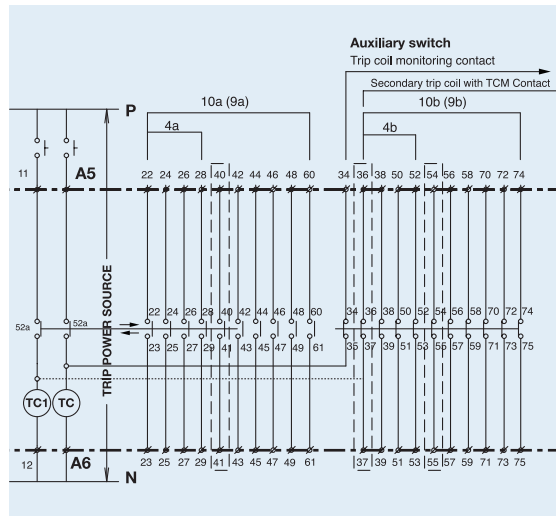 Auxiliary switch
Trip coil monitoring contact
Secondary trip coil with TCM Contact
P
10a (9a)
10b (9b)
4a
4b
11
A5
22 24 26 28 40 42 44 46 48 60
34 36 38 50 52 54 56 58 70 72 74
TRIP POWER SOURCE
52a
52a
22 24 26 28 40 42 44 46 48 60
34 36 38 50 52 54 56 58 70 72 74
23 25 27 29 41 43 45 47 49 61
35 37 39 51 53 55 57 59 71 73 75
TC1
TC
12
A6
23 25 27 29 41 43 45 47 49 61
37 39 51 53 55 57 59 71 73 75
N